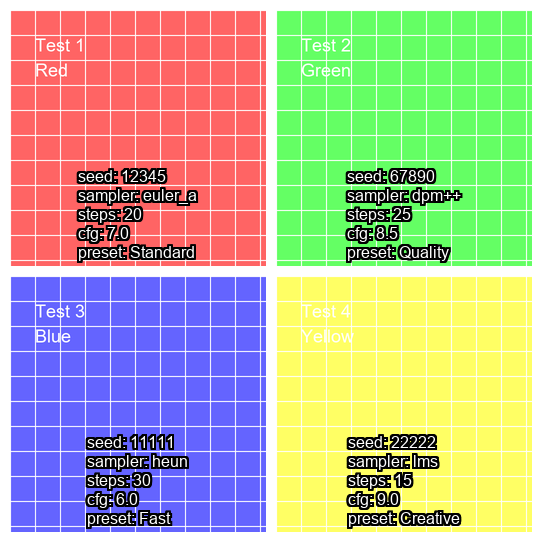 Test 1
Red
seed: 12345
sampler: euler_a
steps: 20
cfg: 7.0
preset: Standard
Test 2
Green
seed: 67890
sampler: dpm++
steps: 25
cfg: 8.5
preset: Quality
Test 3
Blue
seed: 11111
sampler: heun
steps: 30
cfg: 6.0
preset: Fast
Test 4
Yellow
seed: 22222
sampler: lms
steps: 15
cfg: 9.0
preset: Creative